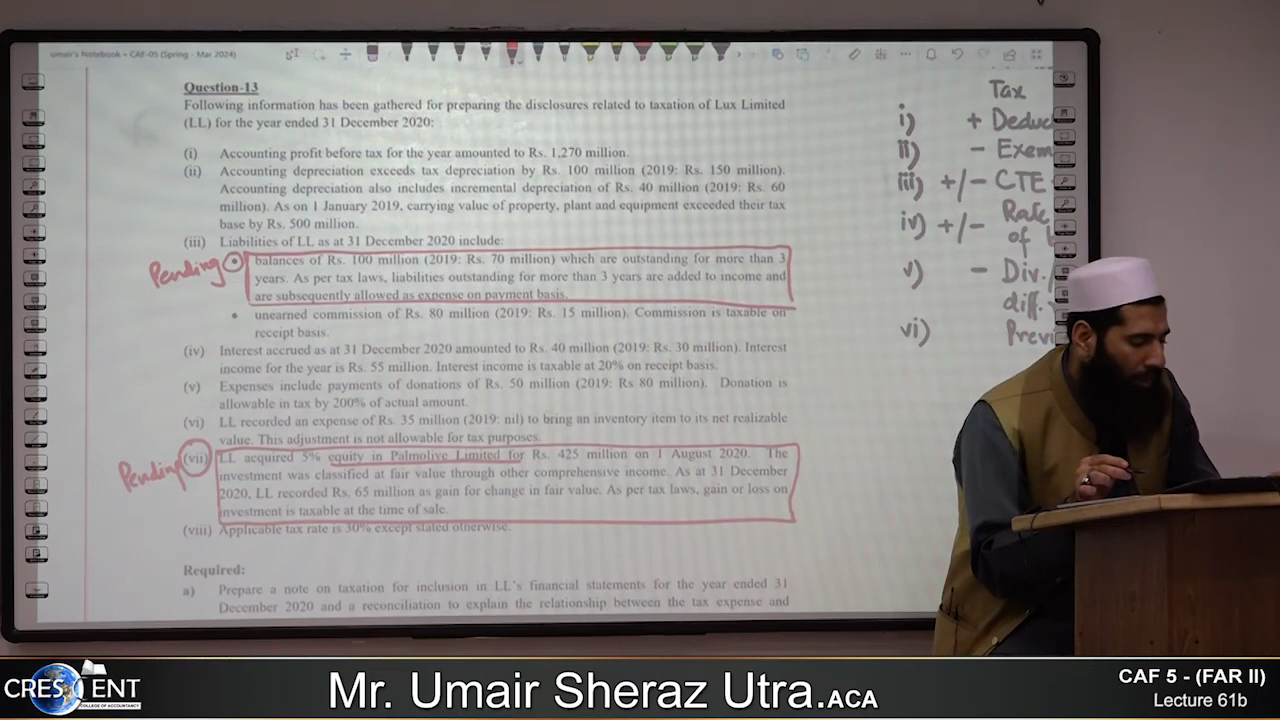 umair's Notebook • CAF-05 (Spring - Mar 2024)
Question-13
Following information has been gathered for preparing the disclosures related to taxation of Lux Limited
(LL) for the year ended 31 December 2020:
(i) Accounting profit before tax for the year amounted to Rs. 1,270 million.
(ii) Accounting depreciation exceeds tax depreciation by Rs. 100 million (2019: Rs. 150 million).
Accounting depreciation also includes incremental depreciation of Rs. 40 million (2019: Rs. 60
million). As on 1 January 2019, carrying value of property, plant and equipment exceeded their tax
base by Rs. 500 million.
(iii) Liabilities of LL as at 31 December 2020 include:
Pending • balances of Rs. 100 million (2019: Rs. 70 million) which are outstanding for more than 3
years. As per tax laws, liabilities outstanding for more than 3 years are added to income and
are subsequently allowed as expense on payment basis.
• unearned commission of Rs. 80 million (2019: Rs. 15 million). Commission is taxable on
receipt basis.
(iv) Interest accrued as at 31 December 2020 amounted to Rs. 40 million (2019: Rs. 30 million). Interest
income for the year is Rs. 55 million. Interest income is taxable at 20% on receipt basis.
(v) Expenses include payments of donations of Rs. 50 million (2019: Rs 80 million). Donation is
allowable in tax by 200% of actual amount.
(vi) LL recorded an expense of Rs. 35 million (2019: nil) to bring an inventory item to its net realizable
value. This adjustment is not allowable for tax purposes.
Pending (vii) LL acquired 5% equity in Palmolive Limited for Rs. 425 million on 1 August 2020. The
investment was classified at fair value through other comprehensive income. As at 31 December
2020, LL recorded Rs. 65 million as gain for change in fair value. As per tax laws, gain or loss on
investment is taxable at the time of sale.
(viii) Applicable tax rate is 30% except stated otherwise.
Required:
a) Prepare a note on taxation for inclusion in LL's financial statements for the year ended 31
December 2020 and a reconciliation to explain the relationship between the tax expense and
Tax
i) + Deduc
ii) - Exem
iii) +/- CTE
iv) +/- Rate
of
v) - Div.
diff.
vi) Previ
CRESCENT
COLLEGE OF ACCOUNTANCY
Mr. Umair Sheraz Utra.ACA
CAF 5 - (FAR II)
Lecture 61b